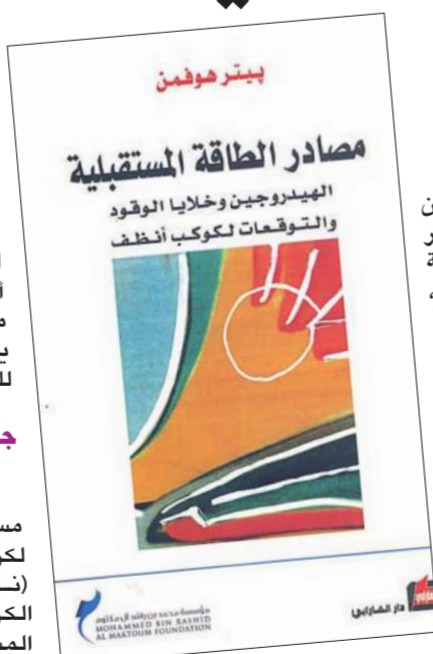 پيتر هوفمن
مصادر الطاقة المستقبلية
الهيدروجين وخلايا الوقود
والتوقعات لكوكب أنظف
مؤسسة محمد بن راشد آل مكتوم
MOHAMMED BIN RASHID
AL MAKTOUM FOUNDATION
دار الفارابي